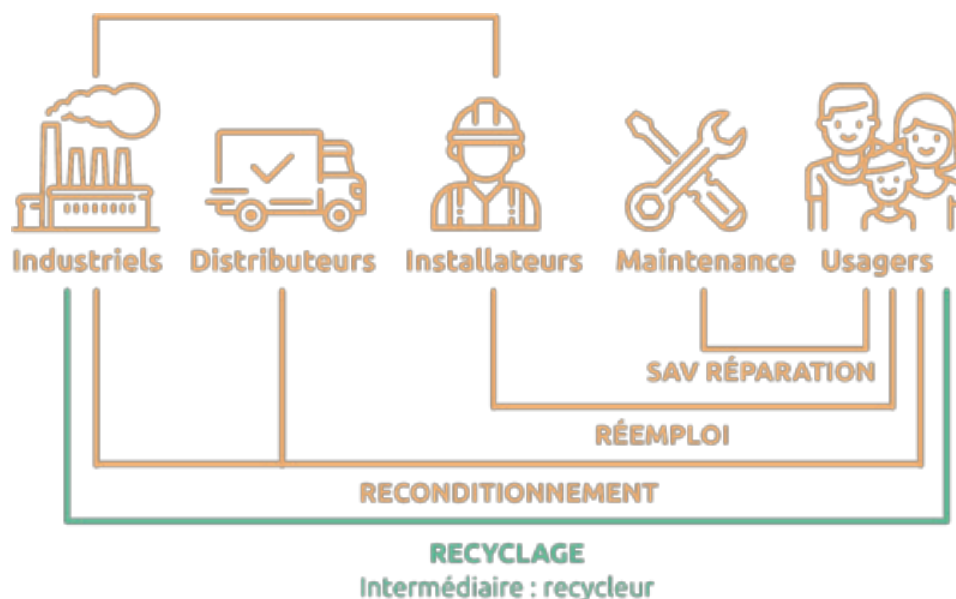 Industriels Distributeurs Installateurs Maintenance Usagers
SAV RÉPARATION
RÉEMPLOI
RECONDITIONNEMENT
RECYCLAGE
Intermédiaire : recycleur